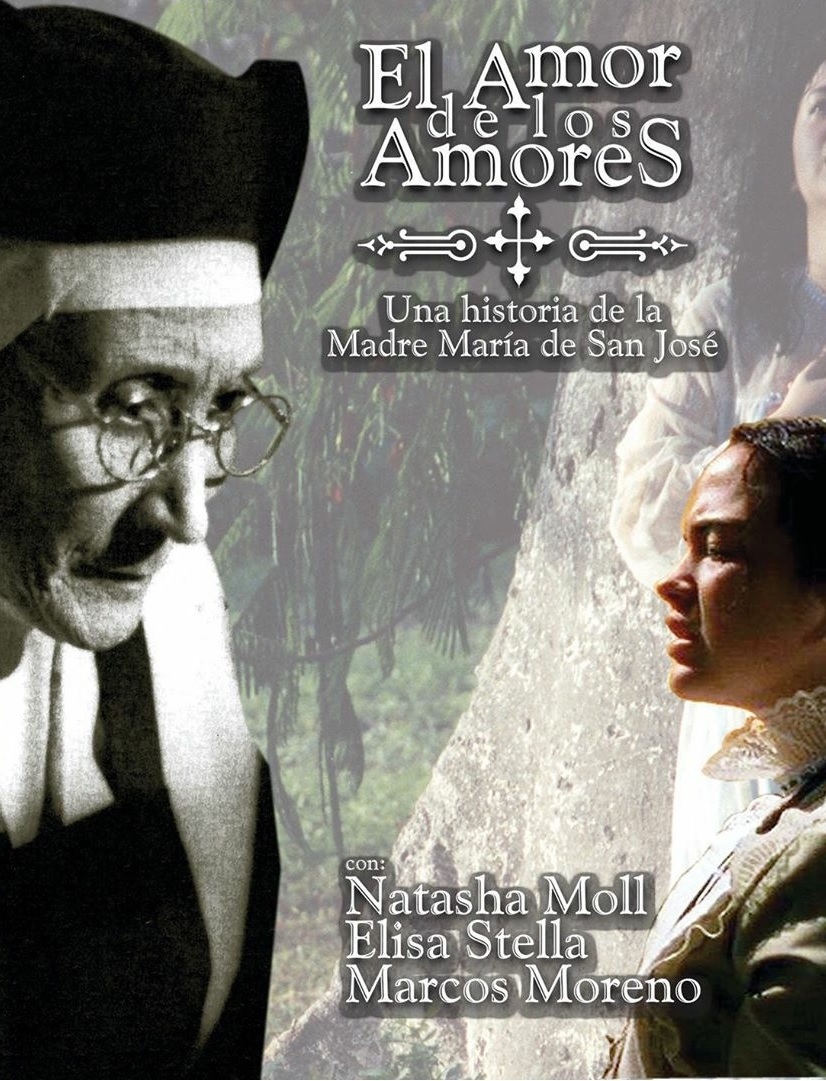 El Amor
de los
AmoreS
Una historia de la
Madre María de San José
con:
Natasha Moll
Elisa Stella
Marcos Moreno